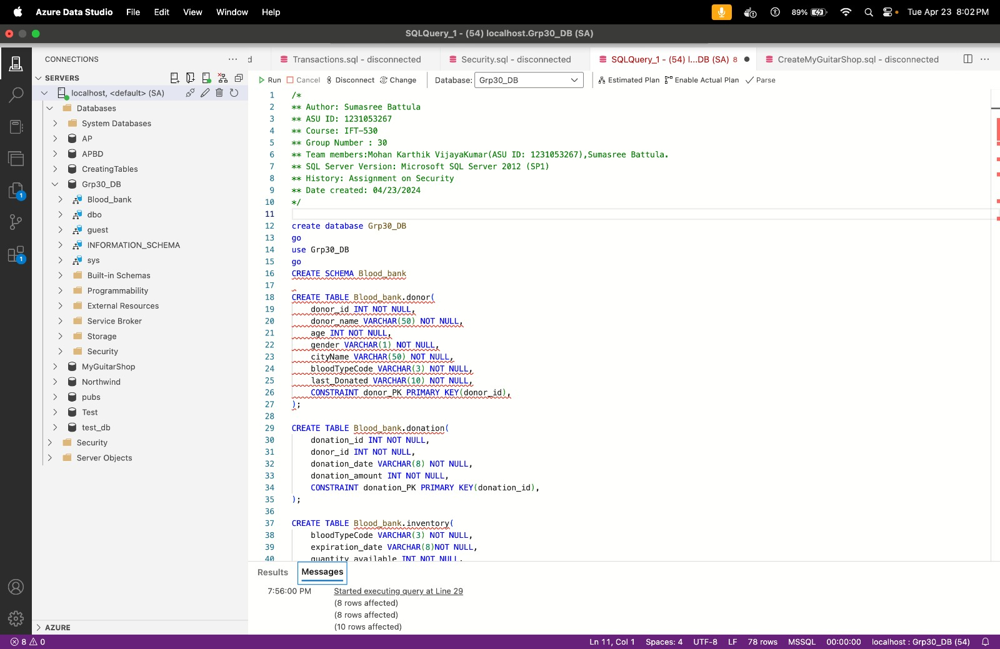 Azure Data Studio File Edit View Window Help 89% Tue Apr 23 8:02 PM
SQLQuery_1 - (54) localhost.Grp30_DB (SA)
CONNECTIONS
SERVERS
localhost, <default> (SA)
Databases
System Databases
AP
APBD
CreatingTables
Grp30_DB
Blood_bank
dbo
guest
INFORMATION_SCHEMA
sys
Built-in Schemas
Programmability
External Resources
Service Broker
Storage
Security
MyGuitarShop
Northwind
pubs
Test
test_db
Security
Server Objects
AZURE
1
1
d Transactions.sql - disconnected Security.sql - disconnected SQLQuery_1 - (54) l...DB (SA) 8 CreateMyGuitarShop.sql - disconnected
Run Cancel Disconnect Change Database: Grp30_DB Estimated Plan Enable Actual Plan Parse
1 /*
2 ** Author: Sumasree Battula
3 ** ASU ID: 1231053267
4 ** Course: IFT-530
5 ** Group Number : 30
6 ** Team members:Mohan Karthik VijayaKumar(ASU ID: 1231053267),Sumasree Battula.
7 ** SQL Server Version: Microsoft SQL Server 2012 (SP1)
8 ** History: Assignment on Security
9 ** Date created: 04/23/2024
10 */
11
12 create database Grp30_DB
13 go
14 use Grp30_DB
15 go
16 CREATE SCHEMA Blood_bank
17
18 CREATE TABLE Blood_bank.donor(
19 donor_id INT NOT NULL,
20 donor_name VARCHAR(50) NOT NULL,
21 age INT NOT NULL,
22 gender VARCHAR(1) NOT NULL,
23 cityName VARCHAR(50) NOT NULL,
24 bloodTypeCode VARCHAR(3) NOT NULL,
25 last_Donated VARCHAR(10) NOT NULL,
26 CONSTRAINT donor_PK PRIMARY KEY(donor_id),
27 );
28
29 CREATE TABLE Blood_bank.donation(
30 donation_id INT NOT NULL,
31 donor_id INT NOT NULL,
32 donation_date VARCHAR(8) NOT NULL,
33 donation_amount INT NOT NULL,
34 CONSTRAINT donation_PK PRIMARY KEY(donation_id),
35 );
36
37 CREATE TABLE Blood_bank.inventory(
38 bloodTypeCode VARCHAR(3) NOT NULL,
39 expiration_date VARCHAR(8)NOT NULL,
40 quantity_available INT NOT NULL,
Results Messages
7:56:00 PM Started executing query at Line 29
(8 rows affected)
(8 rows affected)
(10 rows affected)
8 0 Ln 11, Col 1 Spaces: 4 UTF-8 LF 78 rows MSSQL 00:00:00 localhost : Grp30_DB (54)